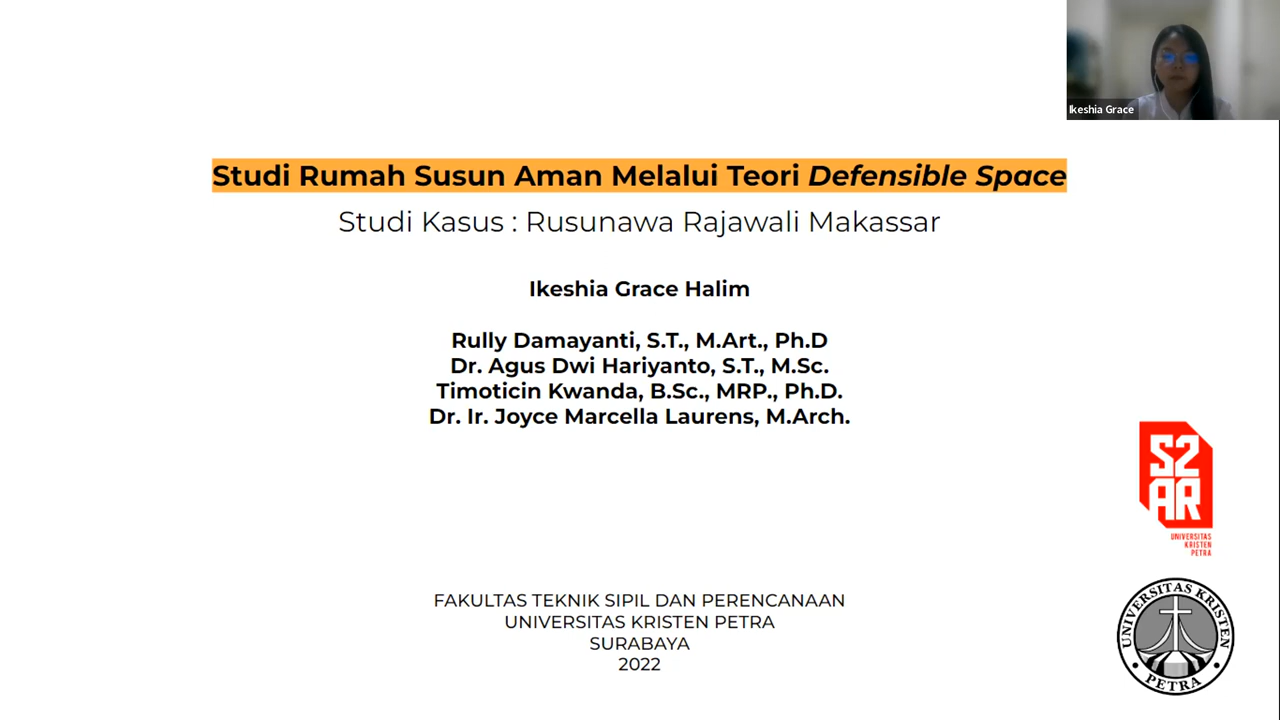 Ikeshia Grace
Studi Rumah Susun Aman Melalui Teori Defensible Space
Studi Kasus : Rusunawa Rajawali Makassar
Ikeshia Grace Halim
Rully Damayanti, S.T., M.Art., Ph.D
Dr. Agus Dwi Hariyanto, S.T., M.Sc.
Timoticin Kwanda, B.Sc., MRP., Ph.D.
Dr. Ir. Joyce Marcella Laurens, M.Arch.
S2
AR
UNIVERSITAS
KRISTEN
PETRA
FAKULTAS TEKNIK SIPIL DAN PERENCANAAN
UNIVERSITAS KRISTEN PETRA
SURABAYA
2022
UNIVERSITAS KRISTEN
PETRA